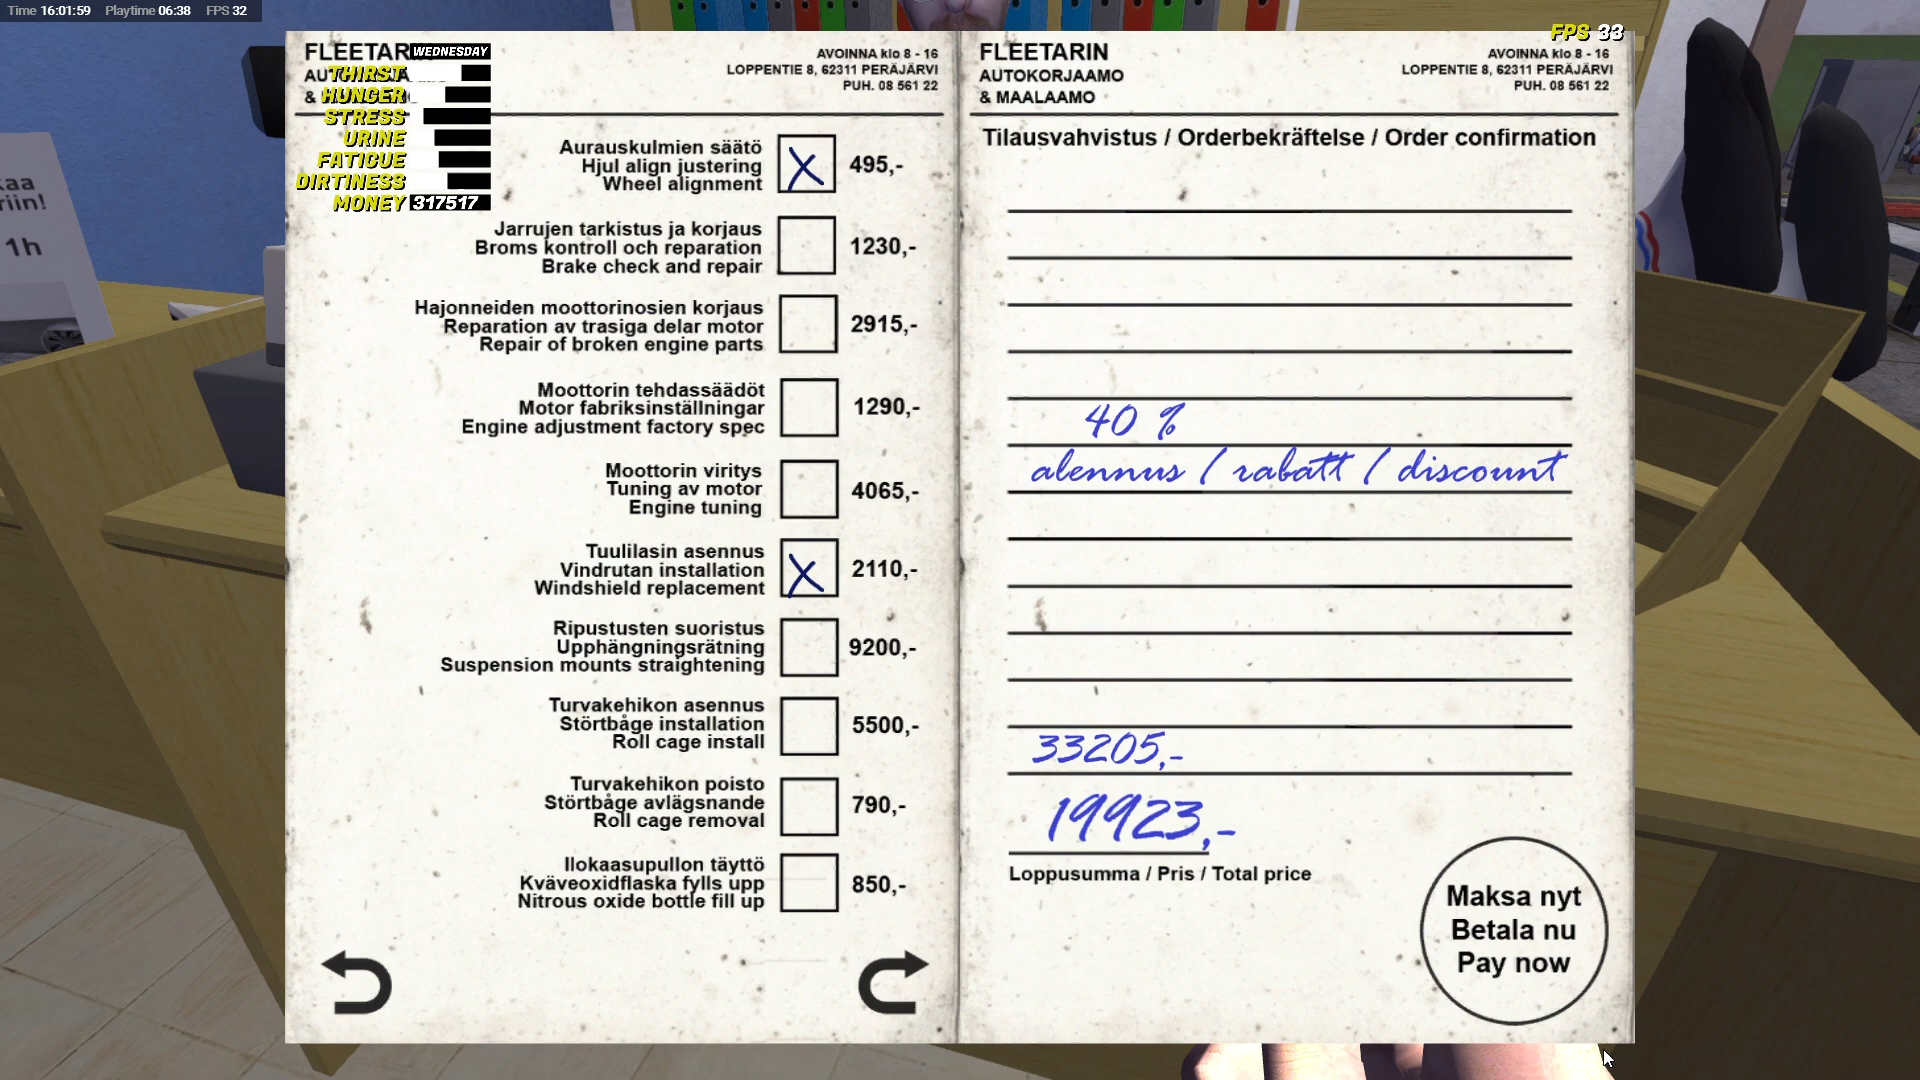 Time 16:01:59 Playtime 06:38 FPS 32
FPS 33
WEDNESDAY
THIRST
HUNGER
STRESS
URINE
FATIGUE
DIRTINESS
MONEY 317517
riin!
1h
FLEETAR
&
AVOINNA klo 8 - 16
LOPPENTIE 8, 62311 PERÄJÄRVI
PUH. 08 561 22
Aurauskulmien säätö
Hjul align justering
Wheel alignment
X 495,-
Jarrujen tarkistus ja korjaus
Broms kontroll och reparation
Brake check and repair
1230,-
Hajonneiden moottorinosien korjaus
Reparation av trasiga delar motor
Repair of broken engine parts
2915,-
Moottorin tehdassäädöt
Motor fabriksinställningar
Engine adjustment factory spec
1290,-
Moottorin viritys
Tuning av motor
Engine tuning
4065,-
Tuulilasin asennus
Vindrutan installation
Windshield replacement
X 2110,-
Ripustusten suoristus
Upphängningsrätning
Suspension mounts straightening
9200,-
Turvakehikon asennus
Störtbåge installation
Roll cage install
5500,-
Turvakehikon poisto
Störtbåge avlägsnande
Roll cage removal
790,-
Ilokaasupullon täyttö
Kväveoxidflaska fylls upp
Nitrous oxide bottle fill up
850,-
FLEETARIN
AUTOKORJAAMO
& MAALAAMO
AVOINNA klo 8 - 16
LOPPENTIE 8, 62311 PERÄJÄRVI
PUH. 08 561 22
Tilausvahvistus / Orderbekräftelse / Order confirmation
40 %
alennus / rabatt / discount
33205,-
19923,-
Loppusumma / Pris / Total price
Maksa nyt
Betala nu
Pay now